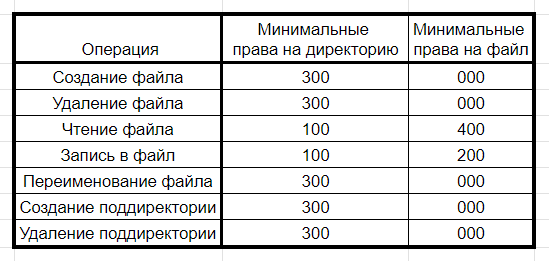 Операция
Минимальные
права на директорию
Минимальные
права на файл
Создание файла 300 000
Удаление файла 300 000
Чтение файла 100 400
Запись в файл 100 200
Переименование файла 300 000
Создание поддиректории 300 000
Удаление поддиректории 300 000